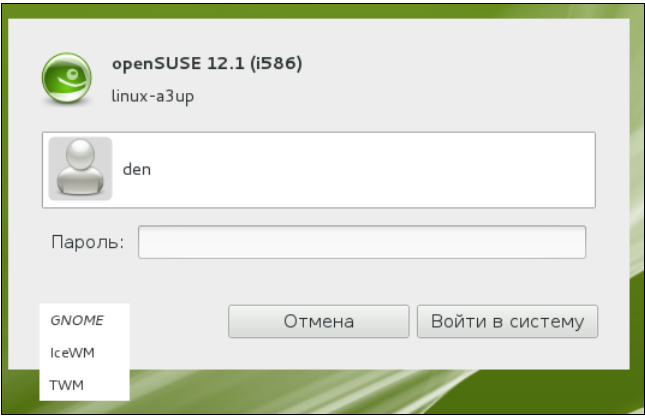 openSUSE 12.1 (i586)
linux-a3up
den
Пароль:
GNOME
IceWM
TWM
Отмена
Войти в систему